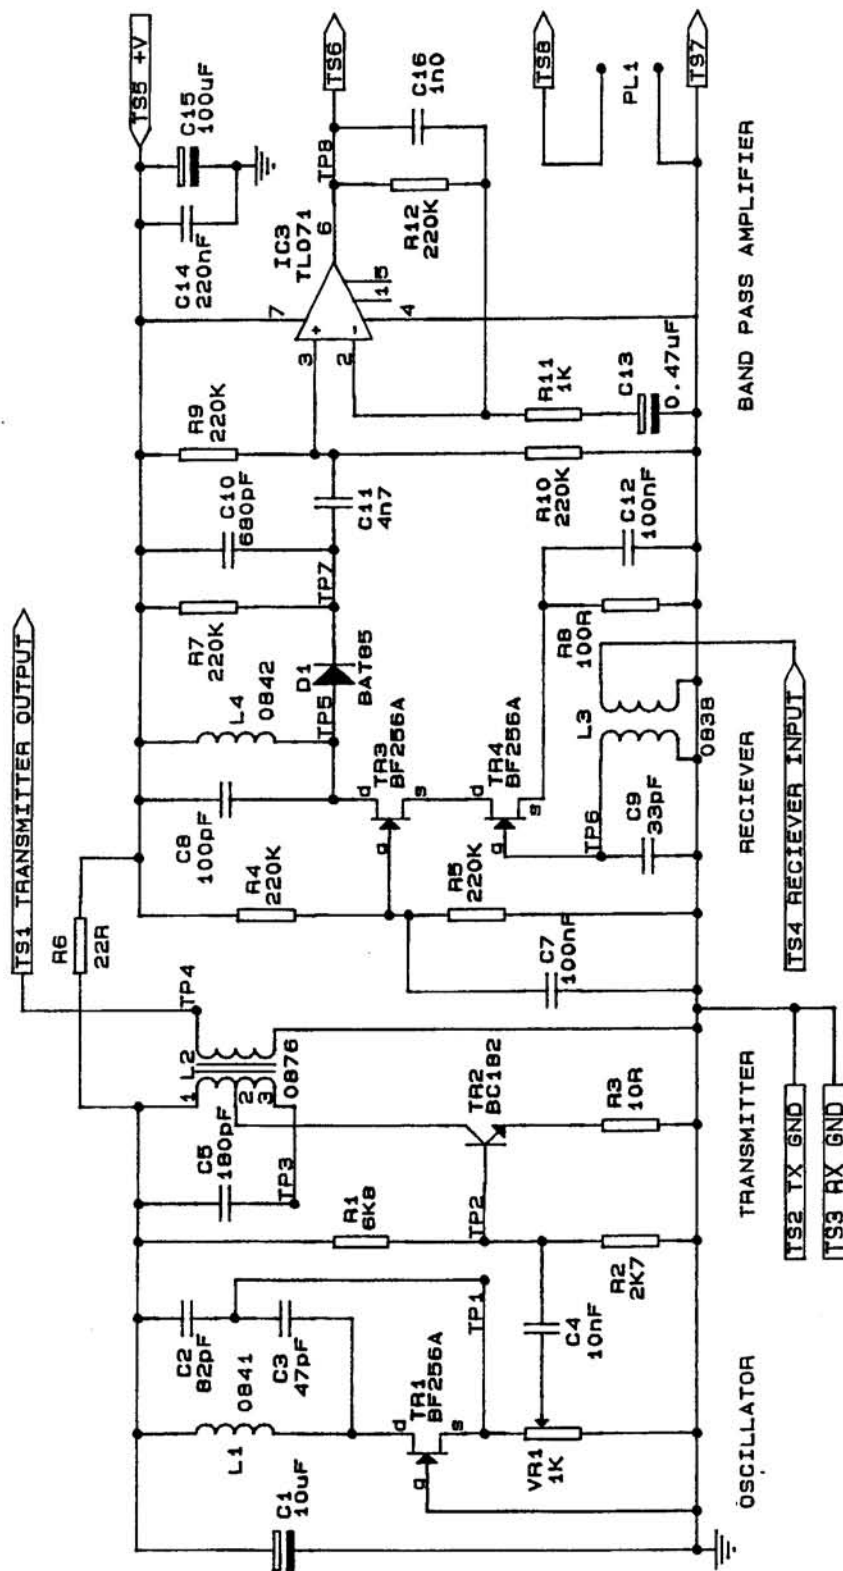 TS1 TRANSMITTER OUTPUT
TS5 +V
R6
22R
C1
10uF
L1
0841
C2
82pF
C3
47pF
TR1
BF256A
d
s
g
TP1
VR1
1K
C4
10nF
R1
6K8
R2
2K7
TP2
C5
180pF
TP3
1
2
3
L2
0876
TP4
TR2
BC182
R3
10R
R4
220K
R5
220K
C7
100nF
C8
100pF
L4
0842
TP5
TR3
BF256A
d
s
g
TR4
BF256A
d
s
g
TP6
C9
33pF
L3
0838
D1
BAT85
R7
220K
TP7
C10
680pF
C11
4n7
R8
100R
C12
100nF
R9
220K
R10
220K
3
2
+
-
7
4
1
5
6
IC3
TL071
C14
220nF
C15
100uF
R11
1K
C13
0.47uF
R12
220K
TP8
C16
1n0
TS6
TS8
PL1
TS7
TS2 TX GND
TS3 RX GND
TS4 RECIEVER INPUT
OSCILLATOR
TRANSMITTER
RECIEVER
BAND PASS AMPLIFIER